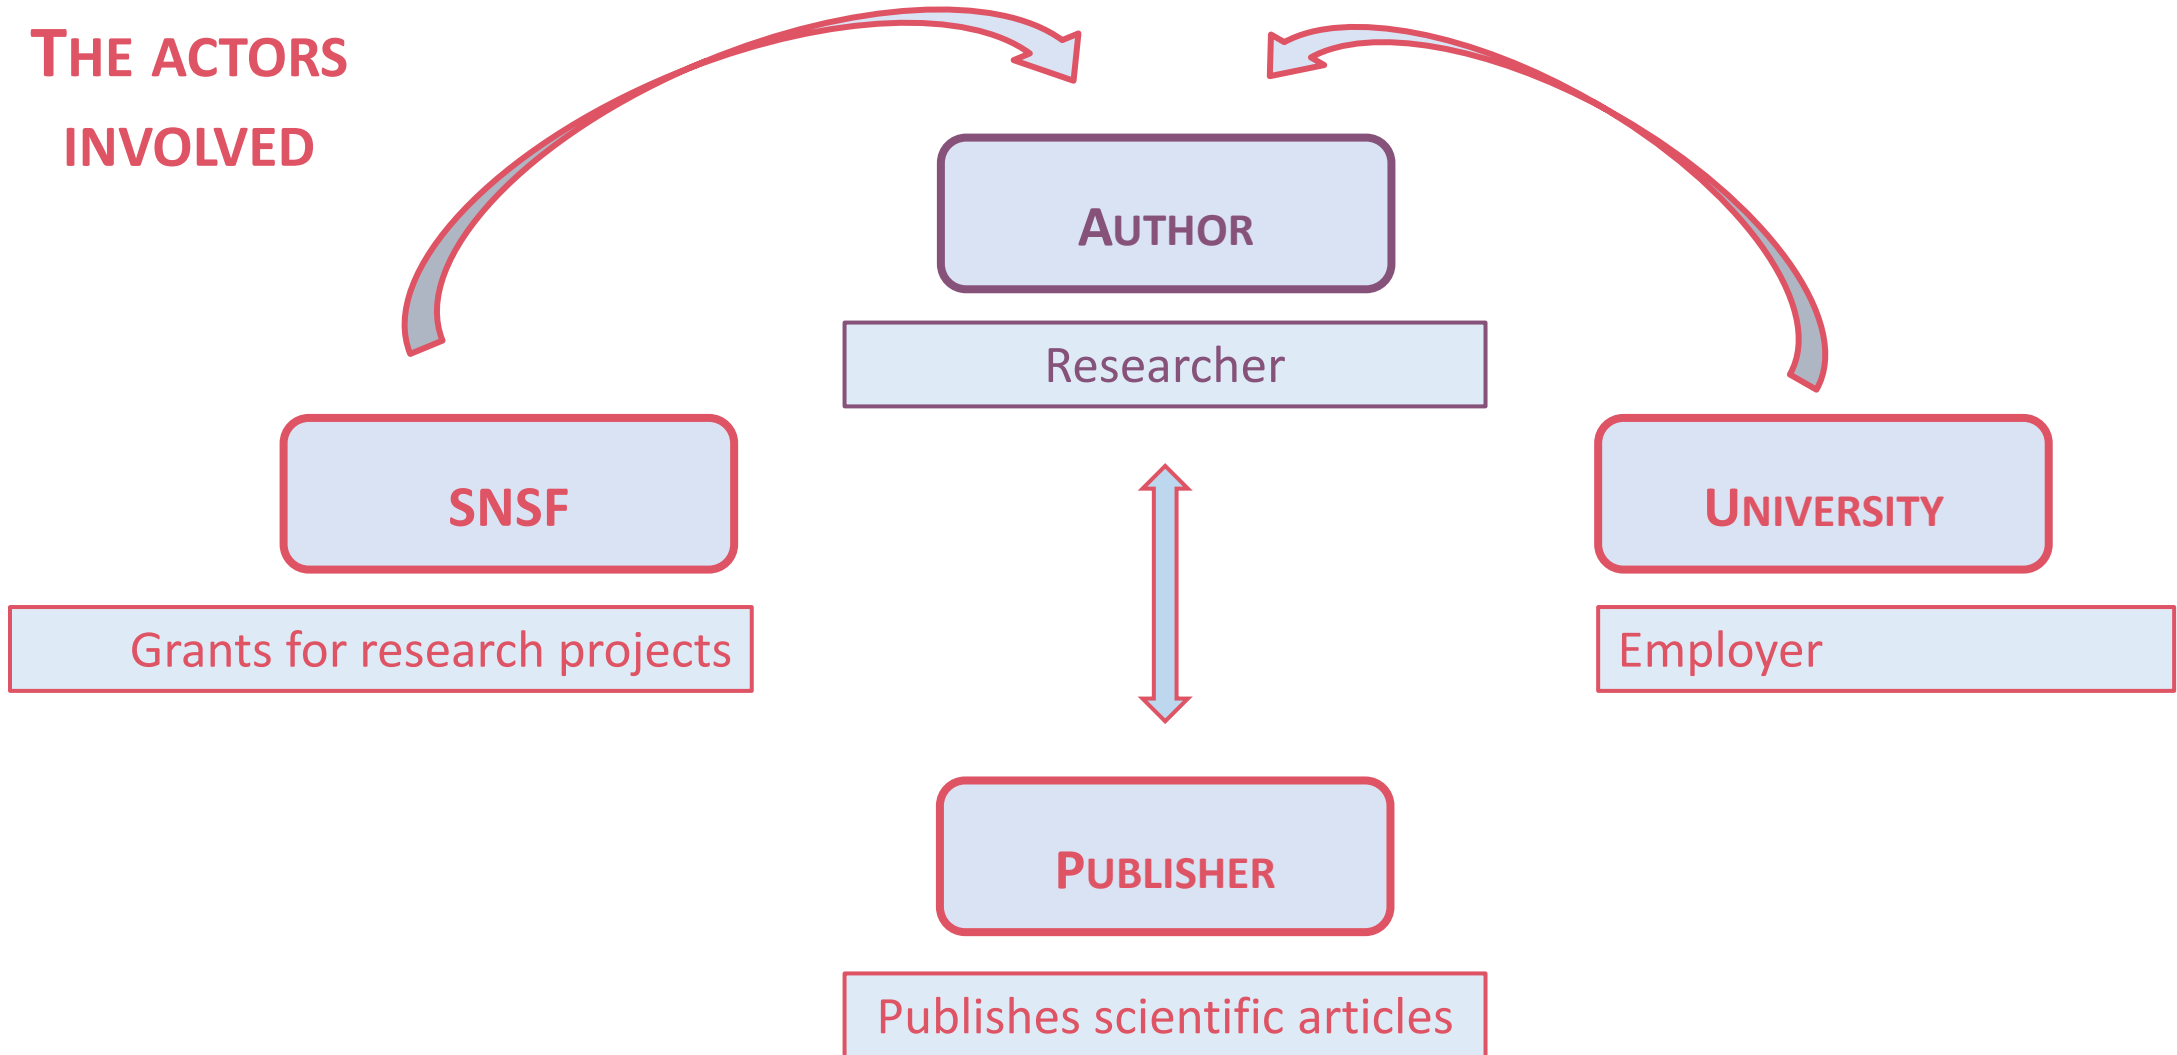 THE ACTORS
INVOLVED
AUTHOR
Researcher
SNSF
Grants for research projects
UNIVERSITY
Employer
PUBLISHER
Publishes scientific articles